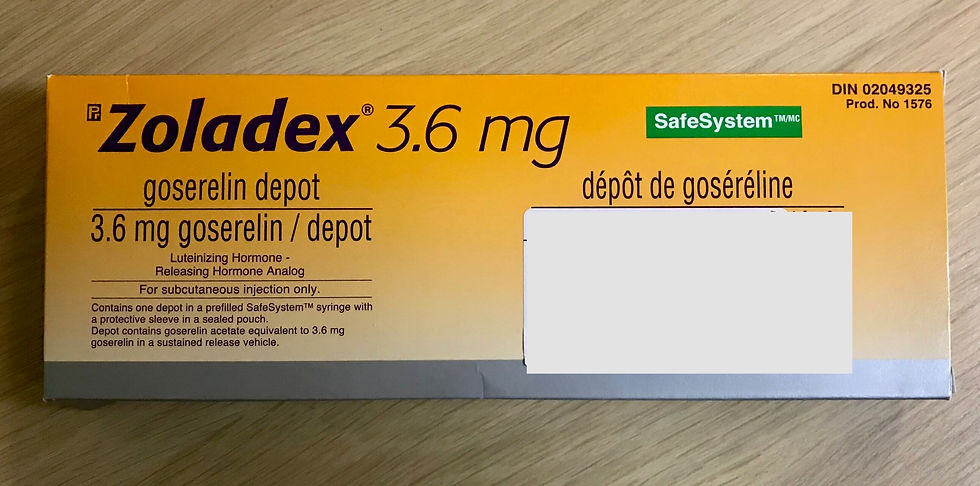 Pr Zoladex® 3.6 mg
SafeSystem™/MC
DIN 02049325
Prod. No 1576
goserelin depot
3.6 mg goserelin / depot
Luteinizing Hormone -
Releasing Hormone Analog
For subcutaneous injection only.
Contains one depot in a prefilled SafeSystem™ syringe with
a protective sleeve in a sealed pouch.
Depot contains goserelin acetate equivalent to 3.6 mg
goserelin in a sustained release vehicle.
dépôt de goséréline